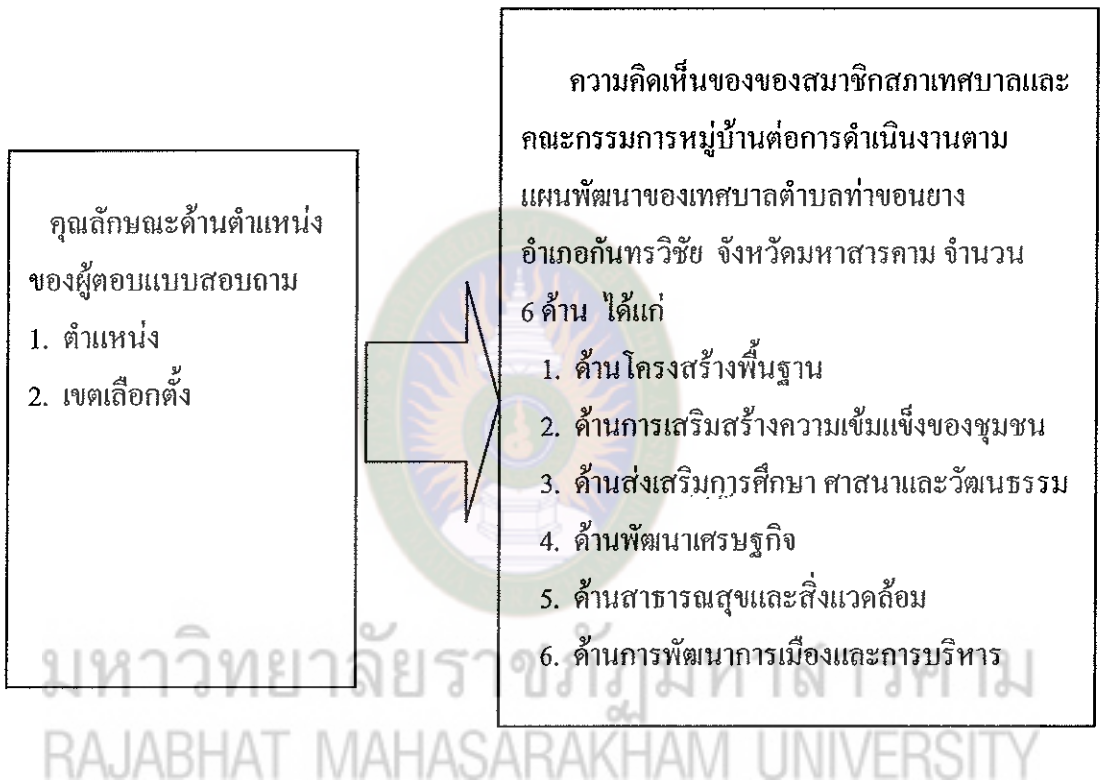 คุณลักษณะด้านตำแหน่ง
ของผู้ตอบแบบสอบถาม
1. ตำแหน่ง
2. เขตเลือกตั้ง
ความคิดเห็นของของสมาชิกสภาเทศบาลและ
คณะกรรมการหมู่บ้านต่อการดำเนินงานตาม
แผนพัฒนาของเทศบาลตำบลท่าขอนยาง
อำเภอกันทรวิชัย จังหวัดมหาสารคาม จำนวน
6 ด้าน ได้แก่
1. ด้านโครงสร้างพื้นฐาน
2. ด้านการเสริมสร้างความเข้มแข็งของชุมชน
3. ด้านส่งเสริมการศึกษา ศาสนาและวัฒนธรรม
4. ด้านพัฒนาเศรษฐกิจ
5. ด้านสาธารณสุขและสิ่งแวดล้อม
6. ด้านการพัฒนาการเมืองและการบริหาร
มหาวิทยาลัยราชภัฏมหาสารคาม
RAJABHAT MAHASARAKHAM UNIVERSITY